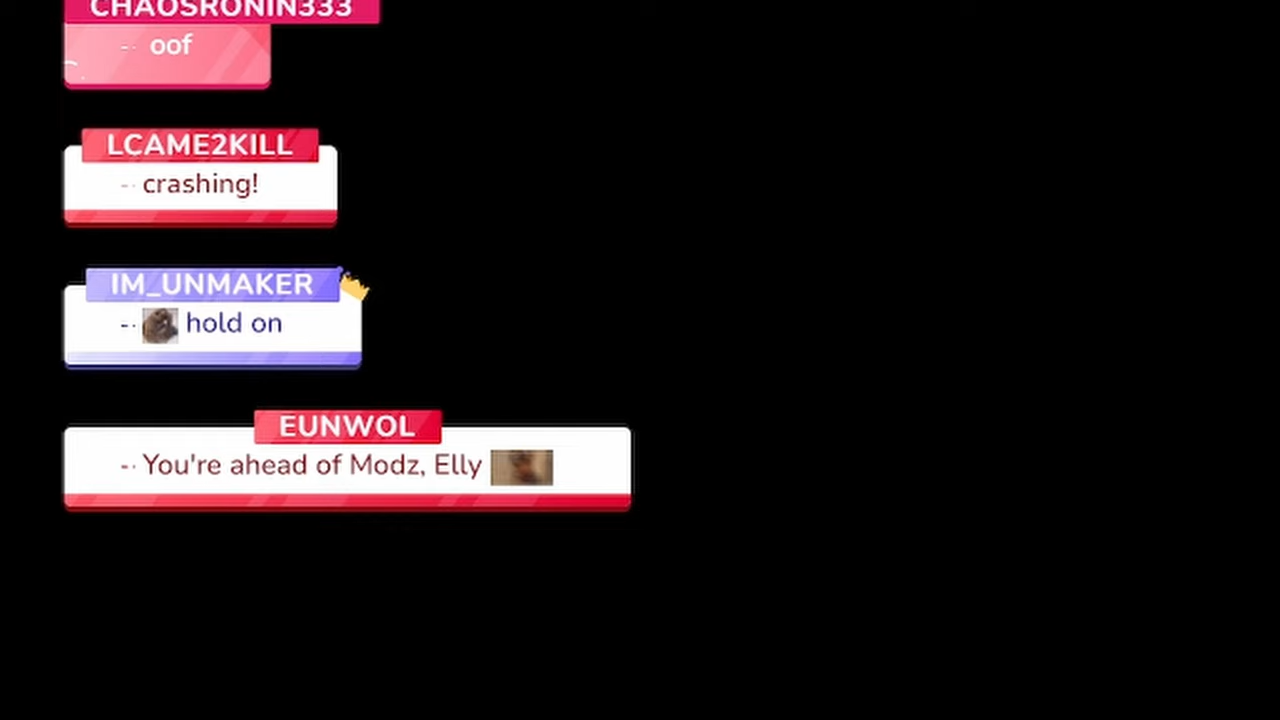 CHAOSRONIN333
oof
LCAME2KILL
crashing!
IM_UNMAKER
hold on
EUNWOL
You're ahead of Modz, Elly